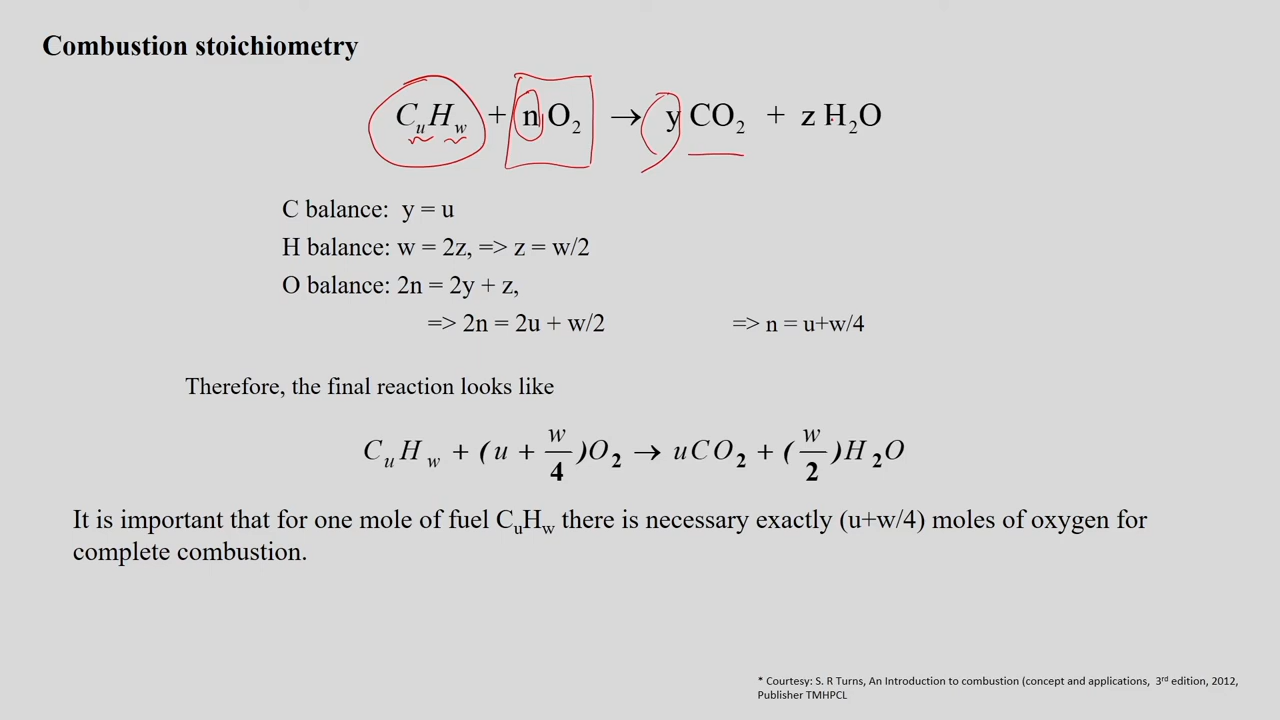 Combustion stoichiometry
CᵤH_w + n O₂ → y CO₂ + z H₂O
C balance: y = u
H balance: w = 2z, => z = w/2
O balance: 2n = 2y + z,
=> 2n = 2u + w/2 => n = u+w/4
Therefore, the final reaction looks like
CᵤH_w + (u + w/4)O₂ → uCO₂ + (w/2)H₂O
It is important that for one mole of fuel CᵤH_w there is necessary exactly (u+w/4) moles of oxygen for
complete combustion.
* Courtesy: S. R Turns, An Introduction to combustion (concept and applications, 3rd edition, 2012,
Publisher TMHPCL